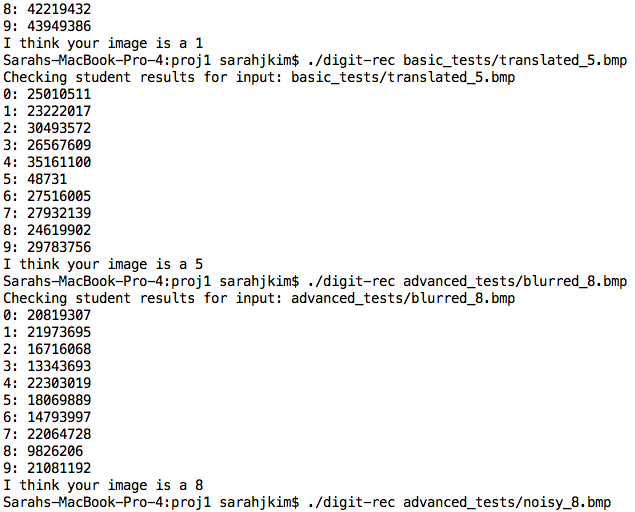 8: 42219432
9: 43949386
I think your image is a 1
Sarahs-MacBook-Pro-4:proj1 sarahjkim$ ./digit-rec basic_tests/translated_5.bmp
Checking student results for input: basic_tests/translated_5.bmp
0: 25010511
1: 23222017
2: 30493572
3: 26567609
4: 35161100
5: 48731
6: 27516005
7: 27932139
8: 24619902
9: 29783756
I think your image is a 5
Sarahs-MacBook-Pro-4:proj1 sarahjkim$ ./digit-rec advanced_tests/blurred_8.bmp
Checking student results for input: advanced_tests/blurred_8.bmp
0: 20819307
1: 21973695
2: 16716068
3: 13343693
4: 22303019
5: 18069889
6: 14793997
7: 22064728
8: 9826206
9: 21081192
I think your image is a 8
Sarahs-MacBook-Pro-4:proj1 sarahjkim$ ./digit-rec advanced_tests/noisy_8.bmp